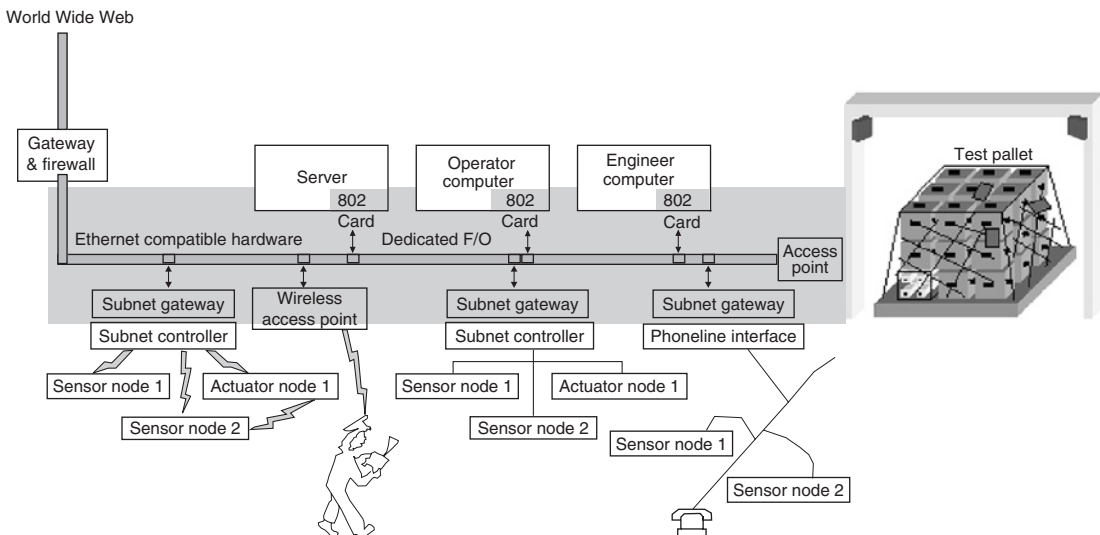 World Wide Web
Gateway
& firewall
Server
802
Card
Operator
computer
802
Card
Engineer
computer
802
Card
Test pallet
Ethernet compatible hardware
Dedicated F/O
Access
point
Subnet gateway
Wireless
access point
Subnet gateway
Subnet gateway
Subnet controller
Subnet controller
Phoneline interface
Sensor node 1
Actuator node 1
Sensor node 2
Sensor node 1
Actuator node 1
Sensor node 2
Sensor node 1
Sensor node 2